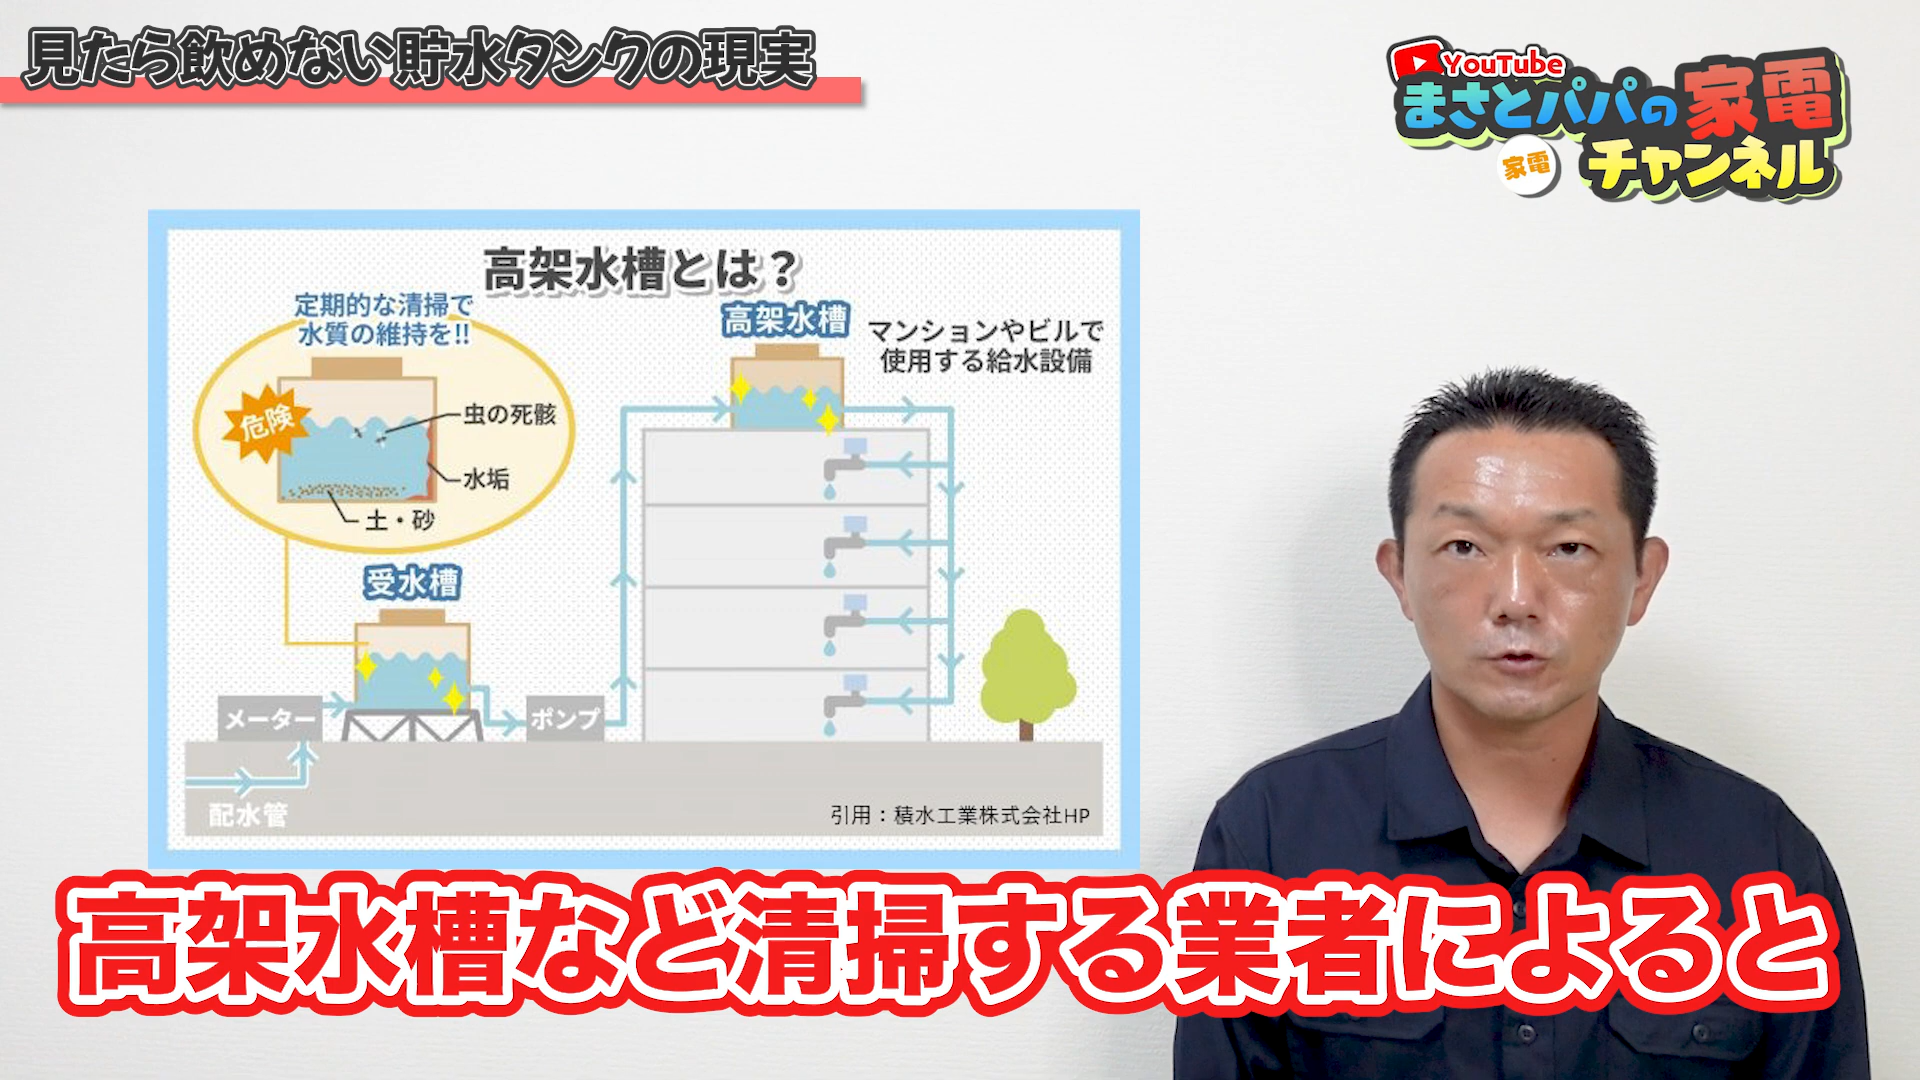 見たら飲めない貯水タンクの現実
YouTube
まさとパパの家電
家電
チャンネル
高架水槽とは？
定期的な清掃で
水質の維持を!!
高架水槽
マンションやビルで
使用する給水設備
危険
虫の死骸
水垢
土・砂
受水槽
メーター
ポンプ
配水管
引用：積水工業株式会社HP
高架水槽など清掃する業者によると